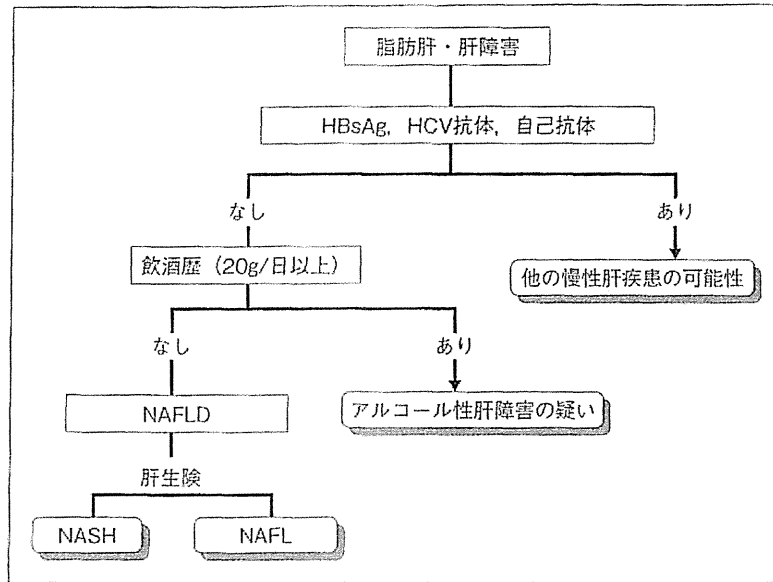 脂肪肝・肝障害
HBsAg, HCV抗体, 自己抗体
なし
あり
飲酒歴（20g/日以上）
他の慢性肝疾患の可能性
なし
あり
NAFLD
アルコール性肝障害の疑い
肝生険
NASH
NAFL